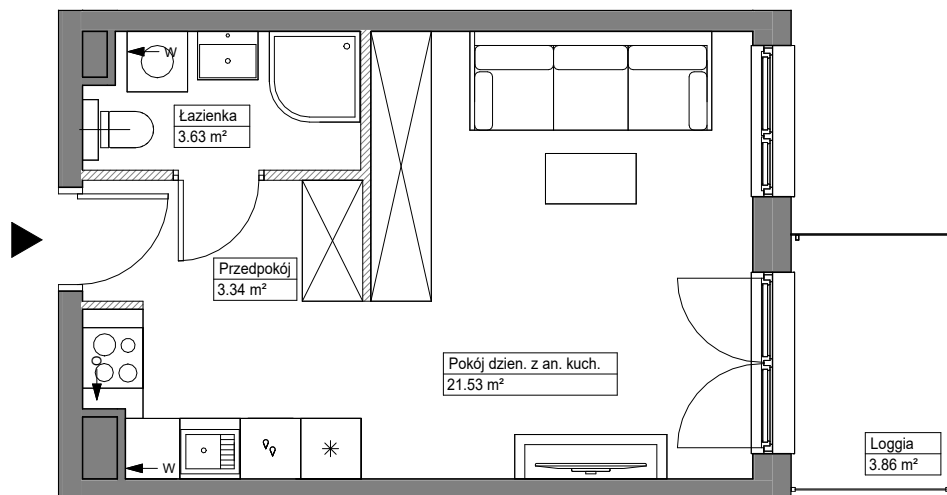 W
Łazienka
3.63 m²
Przedpokój
3.34 m²
Pokój dzien. z an. kuch.
21.53 m²
Loggia
3.86 m²
W